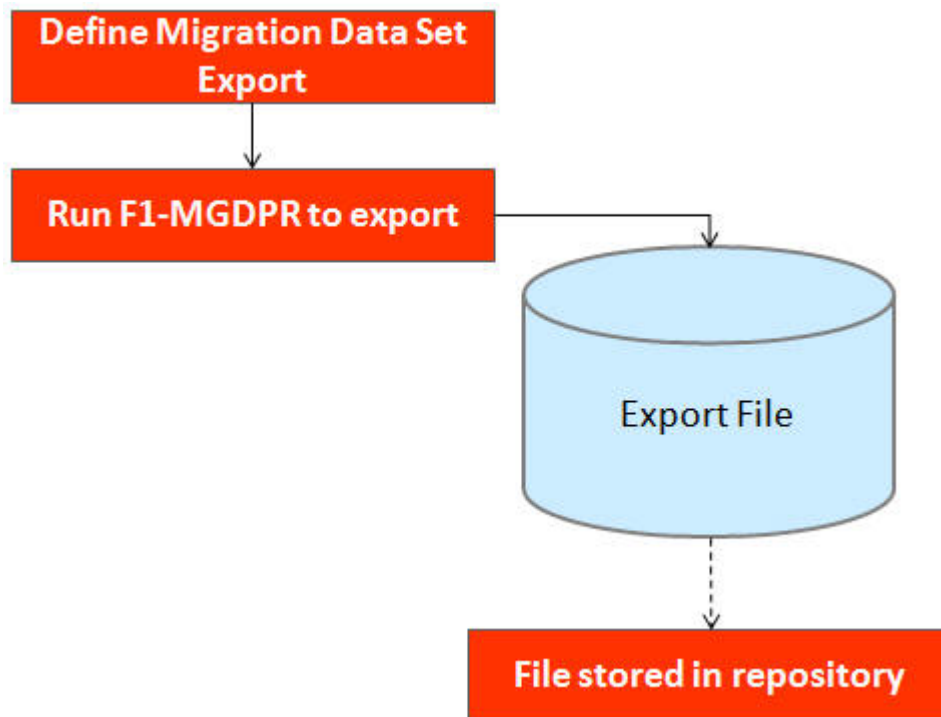 Define Migration Data Set
Export
Run F1-MGDPR to export
Export File
File stored in repository